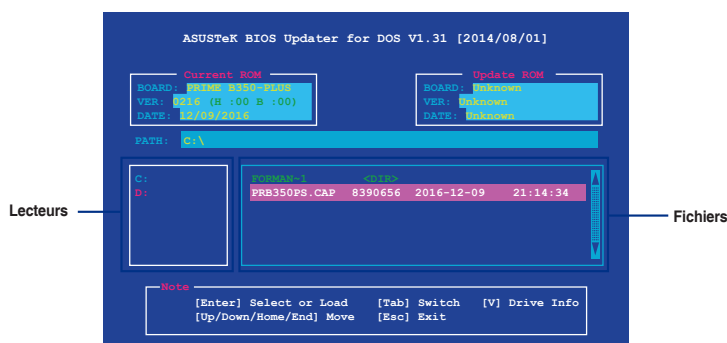 ASUSTeK BIOS Updater for DOS V1.31 [2014/08/01]
Current ROM
BOARD: PRIME B350-PLUS
VER: 0216 (H :00 B :00)
DATE: 12/09/2016
Update ROM
BOARD: Unknown
VER: Unknown
DATE: Unknown
PATH: C:\
C:
D:
FORMAN~1 <DIR>
PRB350PS.CAP 8390656 2016-12-09 21:14:34
Lecteurs
Fichiers
Note
[Enter] Select or Load [Tab] Switch [V] Drive Info
[Up/Down/Home/End] Move [Esc] Exit